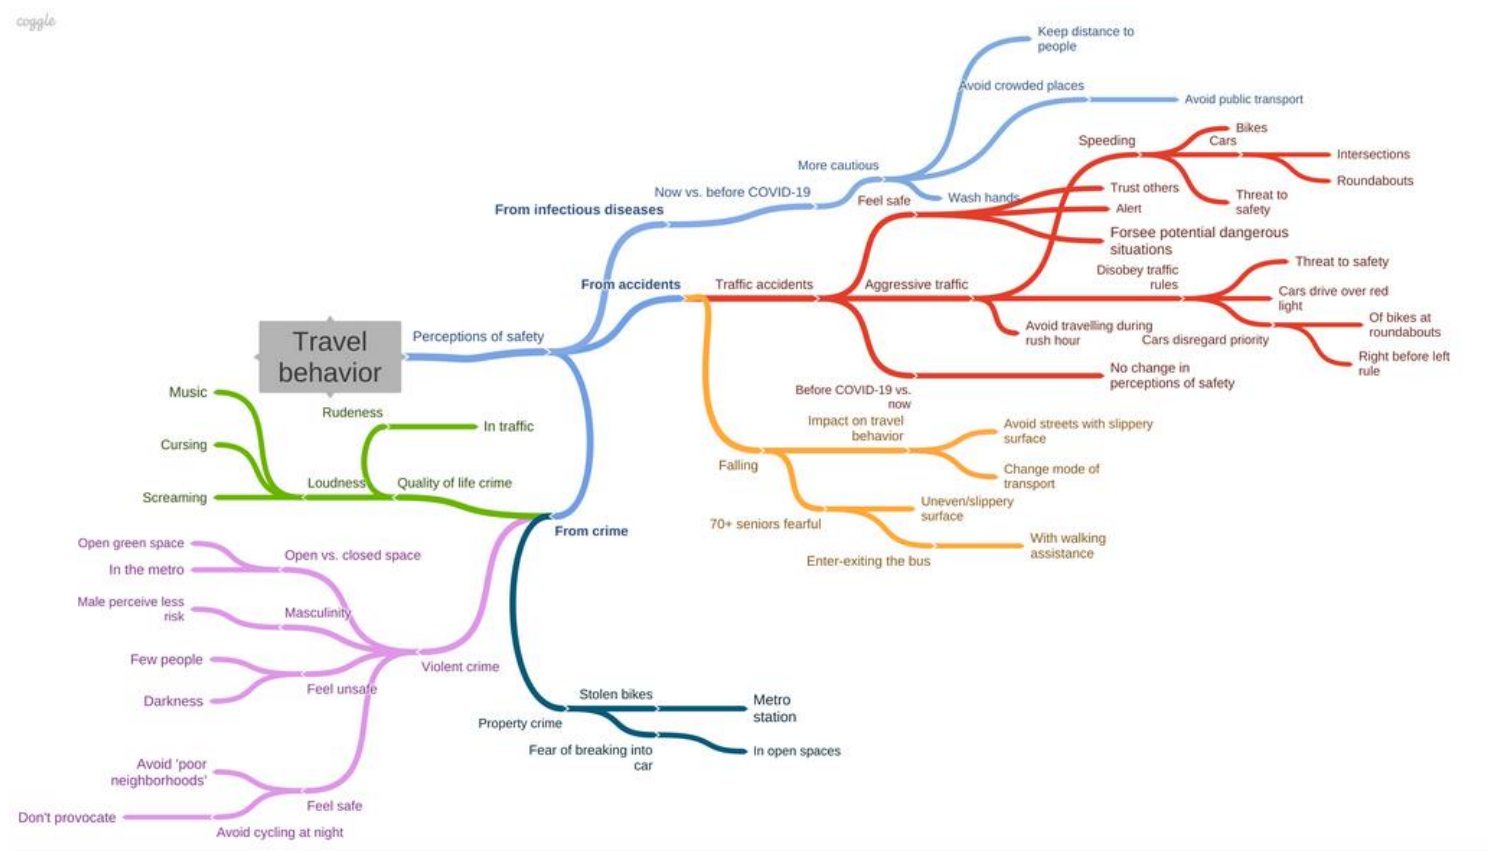 coggle
Keep distance to
people
Avoid crowded places
Avoid public transport
Bikes
Speeding
Cars
Intersections
Roundabouts
More cautious
Now vs. before COVID-19
Wash hands
Feel safe
Trust others
Threat to
safety
From infectious diseases
Alert
Forsee potential dangerous
situations
Disobey traffic
rules
Threat to safety
From accidents
Traffic accidents
Aggressive traffic
Cars drive over red
light
Avoid travelling during
rush hour
Cars disregard priority
Of bikes at
roundabouts
Right before left
rule
Travel
behavior
Perceptions of safety
No change in
perceptions of safety
Before COVID-19 vs.
now
Music
Rudeness
In traffic
Impact on travel
behavior
Avoid streets with slippery
surface
Cursing
Falling
Change mode of
transport
Screaming
Loudness
Quality of life crime
Uneven/slippery
surface
70+ seniors fearful
From crime
Enter-exiting the bus
With walking
assistance
Open green space
Open vs. closed space
In the metro
Male perceive less
risk
Masculinity
Few people
Violent crime
Feel unsafe
Darkness
Stolen bikes
Metro
station
Property crime
Fear of breaking into
car
In open spaces
Avoid 'poor
neighborhoods'
Feel safe
Don't provocate
Avoid cycling at night